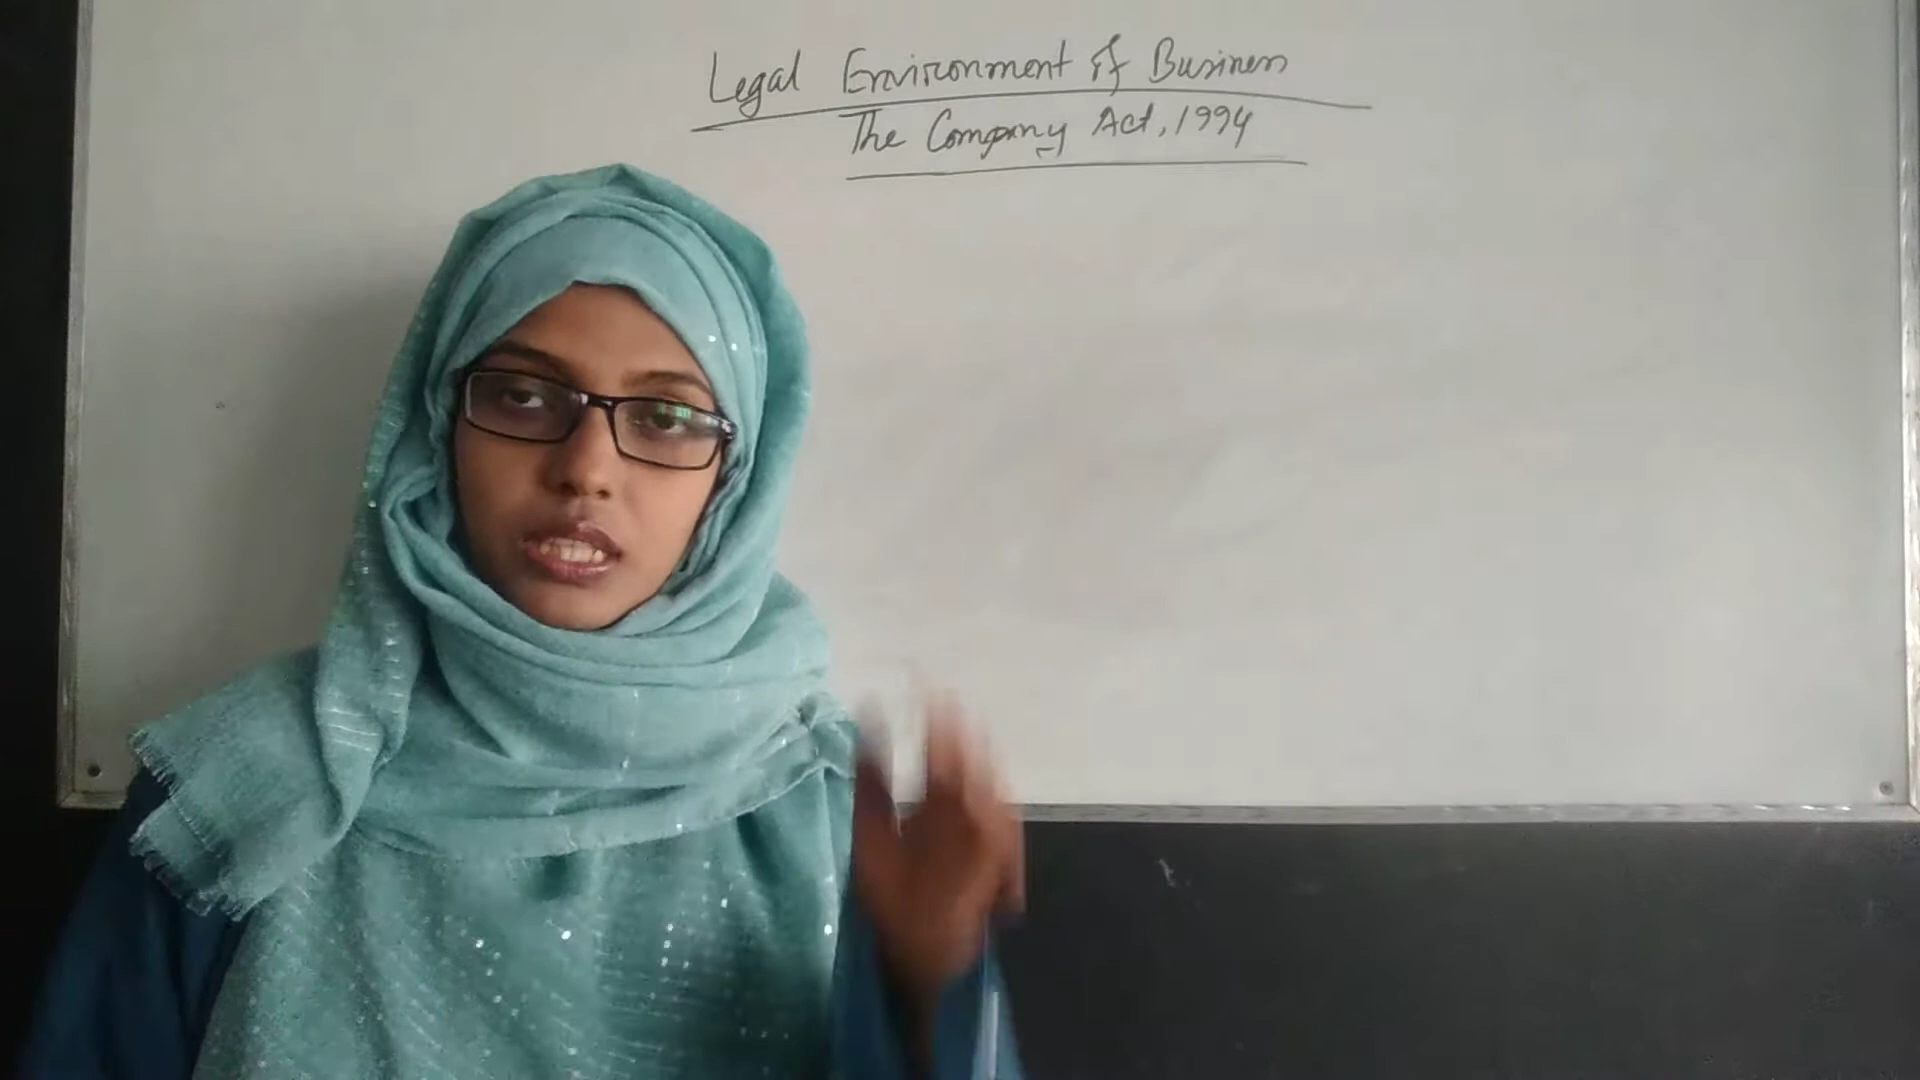 Legal Environment of Business
The Company Act, 1994